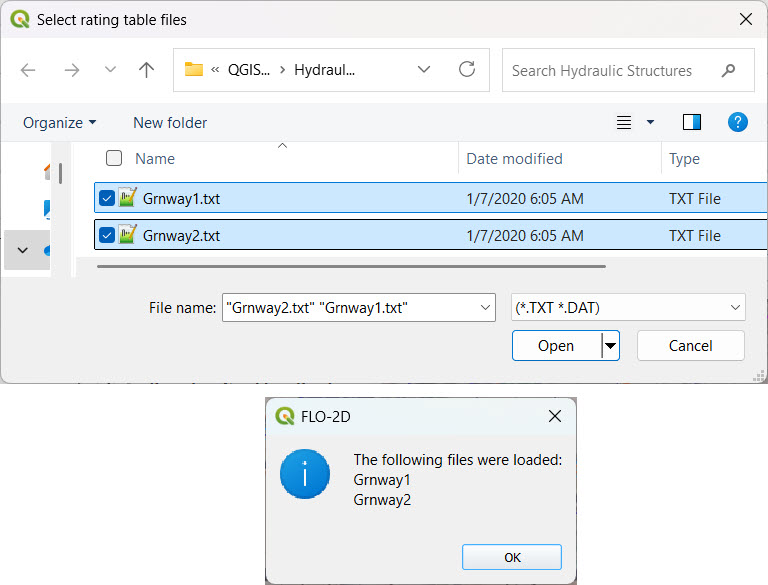 Select rating table files
« QGIS... › Hydraul...
Search Hydraulic Structures
Organize
New folder
Name
Date modified
Type
Grnway1.txt
1/7/2020 6:05 AM
TXT File
Grnway2.txt
1/7/2020 6:05 AM
TXT File
File name:
"Grnway2.txt" "Grnway1.txt"
(*.TXT *.DAT)
Open
Cancel
FLO-2D
The following files were loaded:
Grnway1
Grnway2
OK